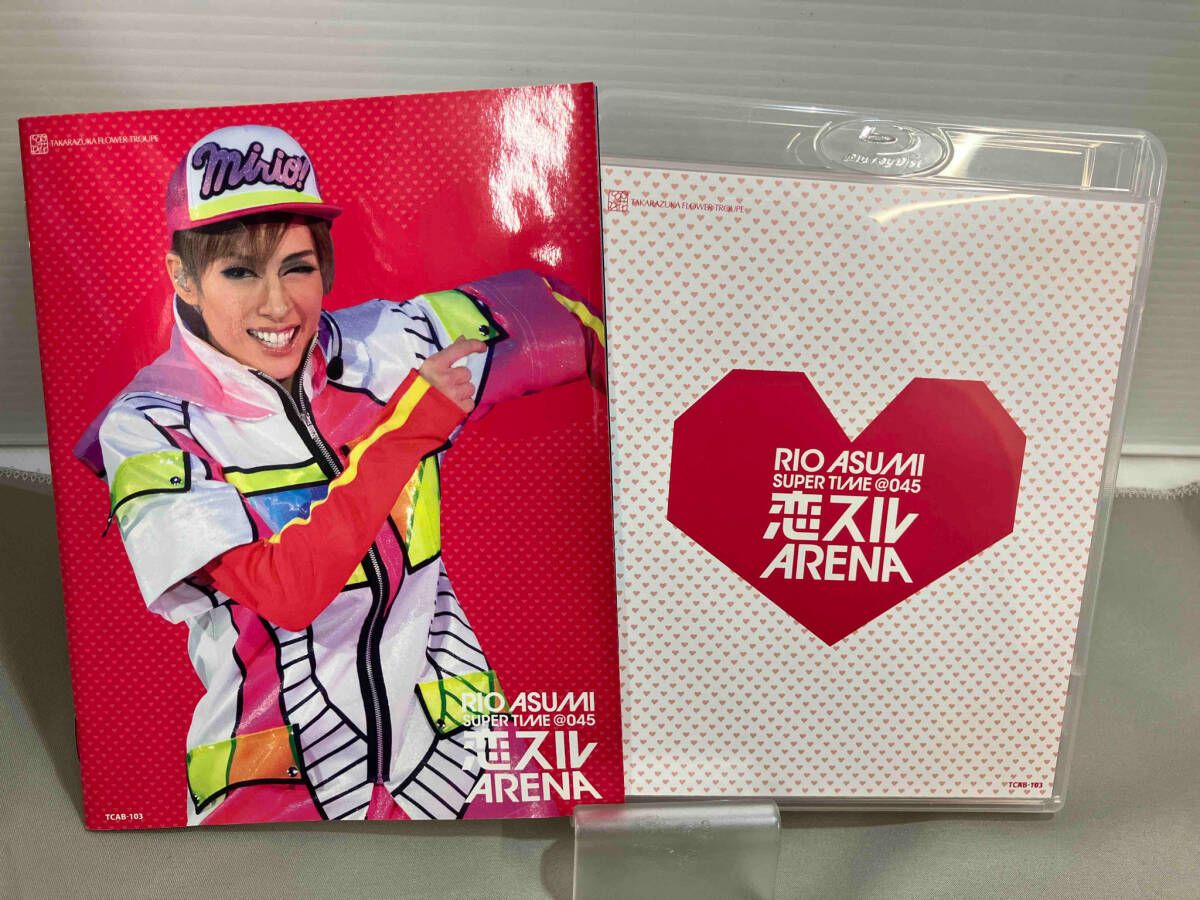 TAKARAZUKA FLOWER TROUPE
mirio!
RIO ASUMI
SUPER TIME @045
恋スル
ARENA
TCAB-103
TAKARAZUKA FLOWER TROUPE
RIO ASUMI
SUPER TIME @045
恋スル
ARENA
TCAB-103